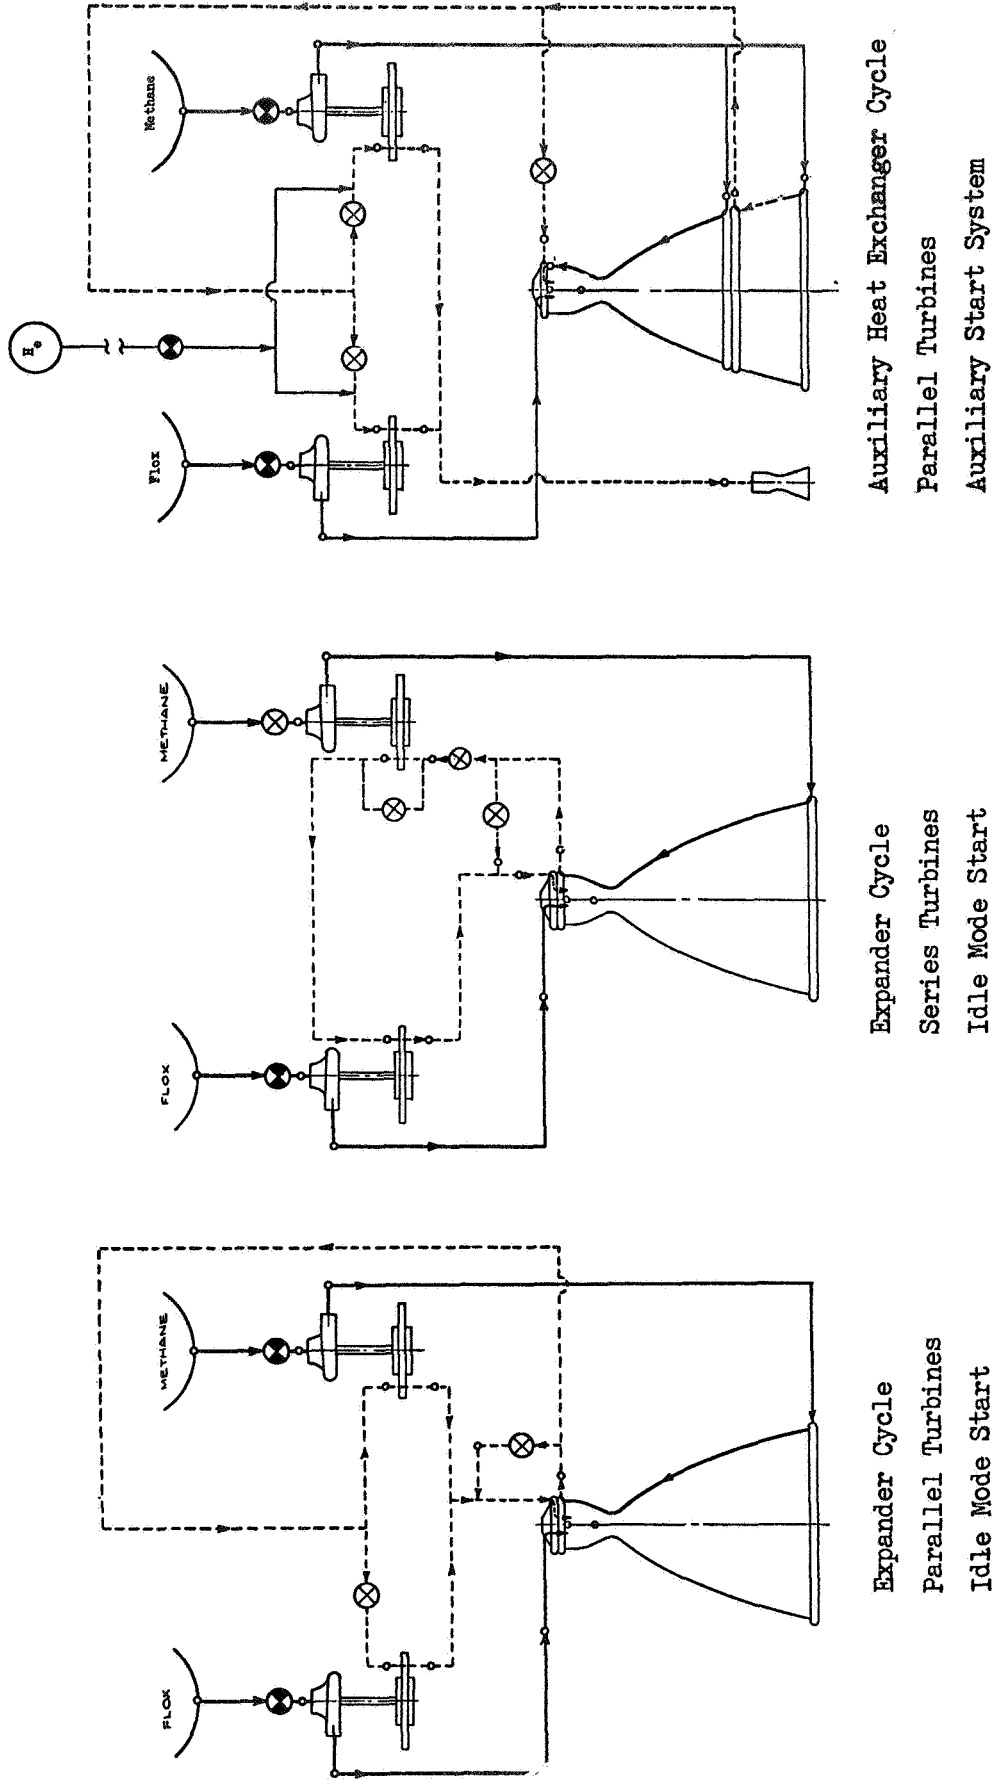 He
Flox
Methane
Auxiliary Heat Exchanger Cycle
Parallel Turbines
Auxiliary Start System
FLOX
METHANE
Expander Cycle
Series Turbines
Idle Mode Start
FLOX
METHANE
Expander Cycle
Parallel Turbines
Idle Mode Start